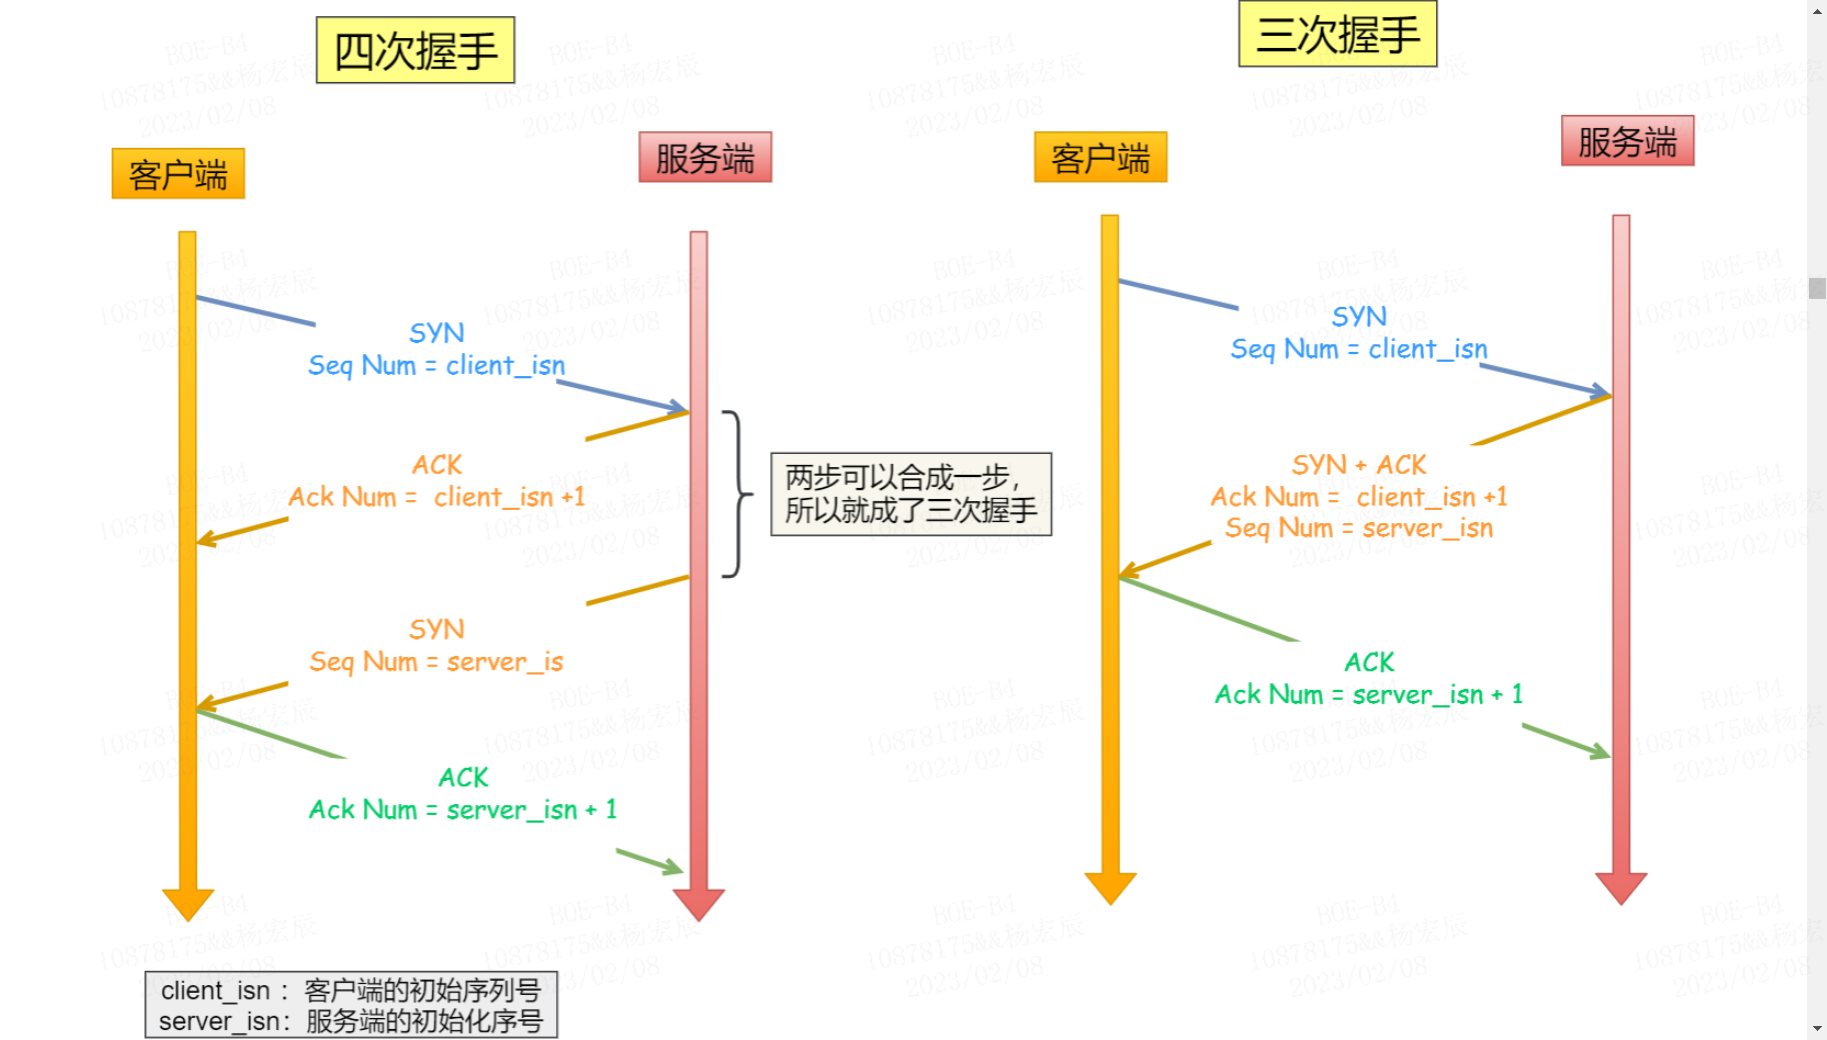 四次握手
客户端
服务端
SYN
Seq Num = client_isn
ACK
Ack Num =  client_isn +1
SYN
Seq Num = server_is
ACK
Ack Num = server_isn + 1
两步可以合成一步，
所以就成了三次握手
client_isn ：客户端的初始序列号
server_isn：服务端的初始化序号
三次握手
客户端
服务端
SYN
Seq Num = client_isn
SYN + ACK
Ack Num =  client_isn +1
Seq Num = server_isn
ACK
Ack Num = server_isn + 1
BOE-B4
10878175&&杨宏辰
2023/02/08